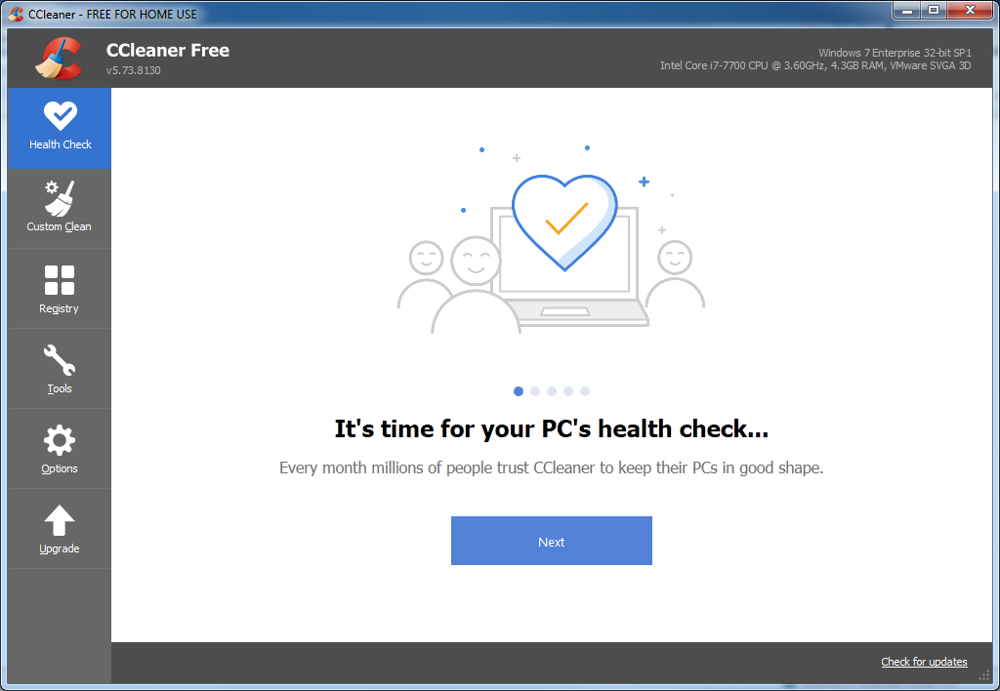 CCleaner - FREE FOR HOME USE
CCleaner Free
v5.73.8130
Windows 7 Enterprise 32-bit SP1
Intel Core i7-7700 CPU @ 3.60GHz, 4.3GB RAM, VMware SVGA 3D
Health Check
Custom Clean
Registry
Tools
Options
Upgrade
It's time for your PC's health check...
Every month millions of people trust CCleaner to keep their PCs in good shape.
Next
Check for updates